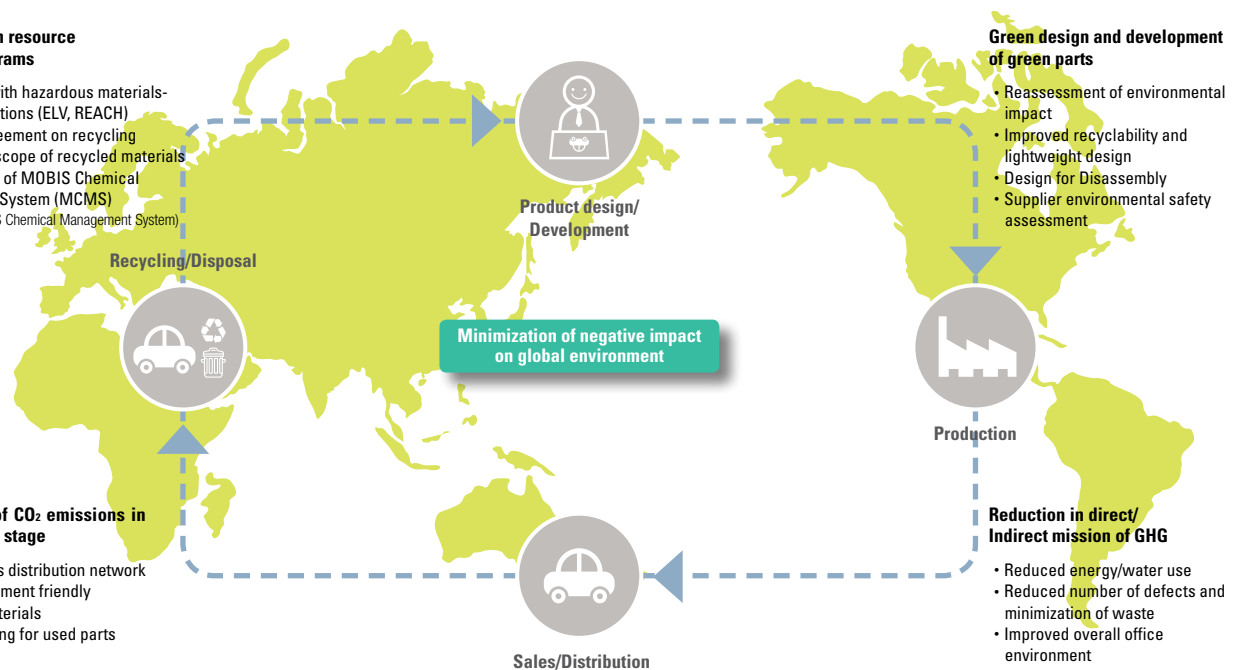 n resource
rams
ith hazardous materials-
tions (ELV, REACH)
eement on recycling
scope of recycled materials
of MOBIS Chemical
System (MCMS)
S Chemical Management System)
Recycling/Disposal
Product design/
Development
Green design and development
of green parts
• Reassessment of environmental
impact
• Improved recyclability and
lightweight design
• Design for Disassembly
• Supplier environmental safety
assessment
Minimization of negative impact
on global environment
Production
of CO₂ emissions in
stage
s distribution network
ment friendly
terials
ng for used parts
Sales/Distribution
Reduction in direct/
Indirect mission of GHG
• Reduced energy/water use
• Reduced number of defects and
minimization of waste
• Improved overall office
environment